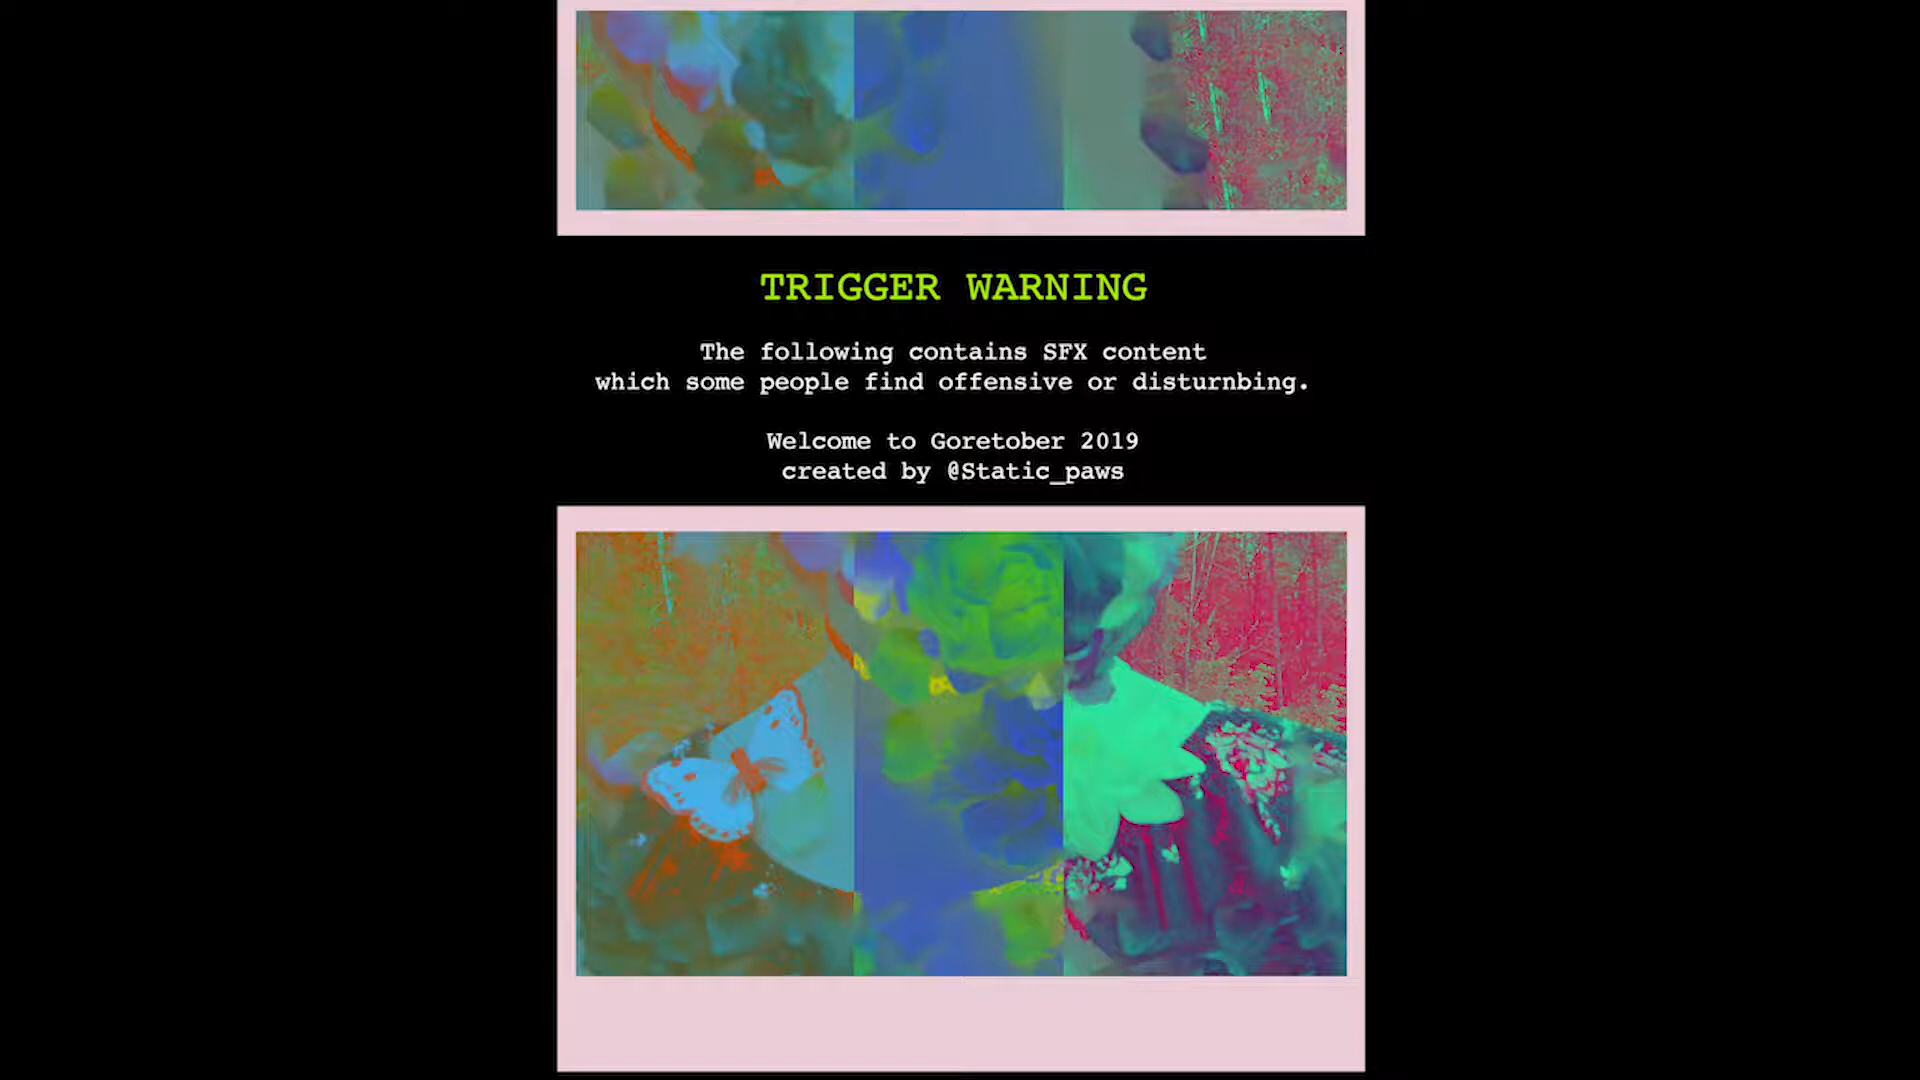 TRIGGER WARNING
The following contains SFX content
which some people find offensive or disturnbing.
Welcome to Goretober 2019
created by @Static_paws